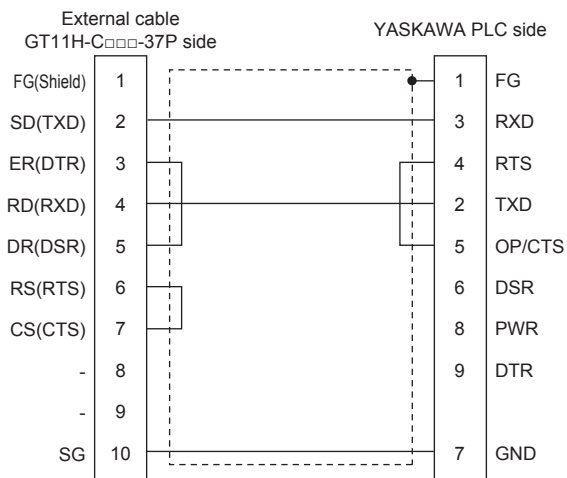 External cable
GT11H-C□□□-37P side
YASKAWA PLC side
FG(Shield) 1 1 FG
SD(TXD) 2 3 RXD
ER(DTR) 3 4 RTS
RD(RXD) 4 2 TXD
DR(DSR) 5 5 OP/CTS
RS(RTS) 6 6 DSR
CS(CTS) 7 8 PWR
- 8 9 DTR
- 9
SG 10 7 GND